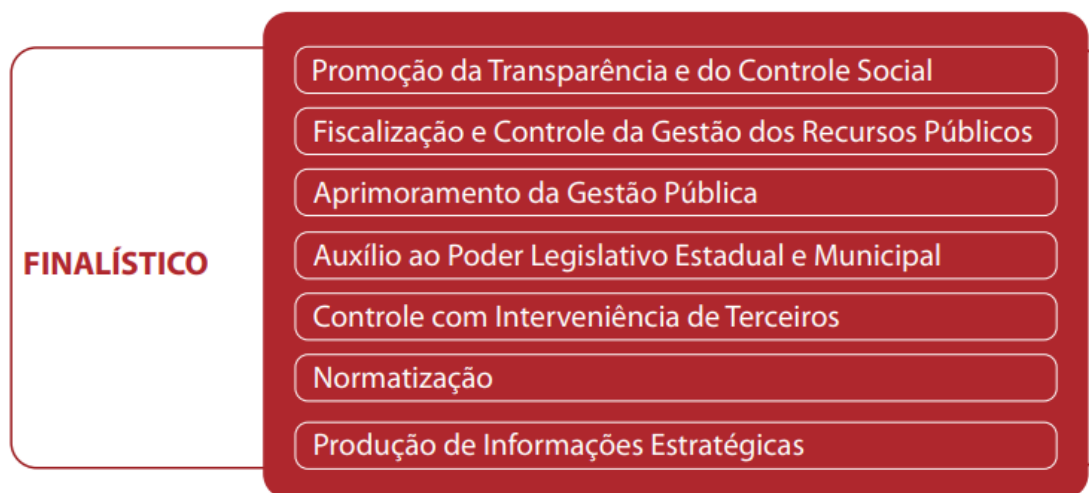 Promoção da Transparência e do Controle Social
Fiscalização e Controle da Gestão dos Recursos Públicos
Aprimoramento da Gestão Pública
FINALÍSTICO
Auxílio ao Poder Legislativo Estadual e Municipal
Controle com Interveniência de Terceiros
Normatização
Produção de Informações Estratégicas